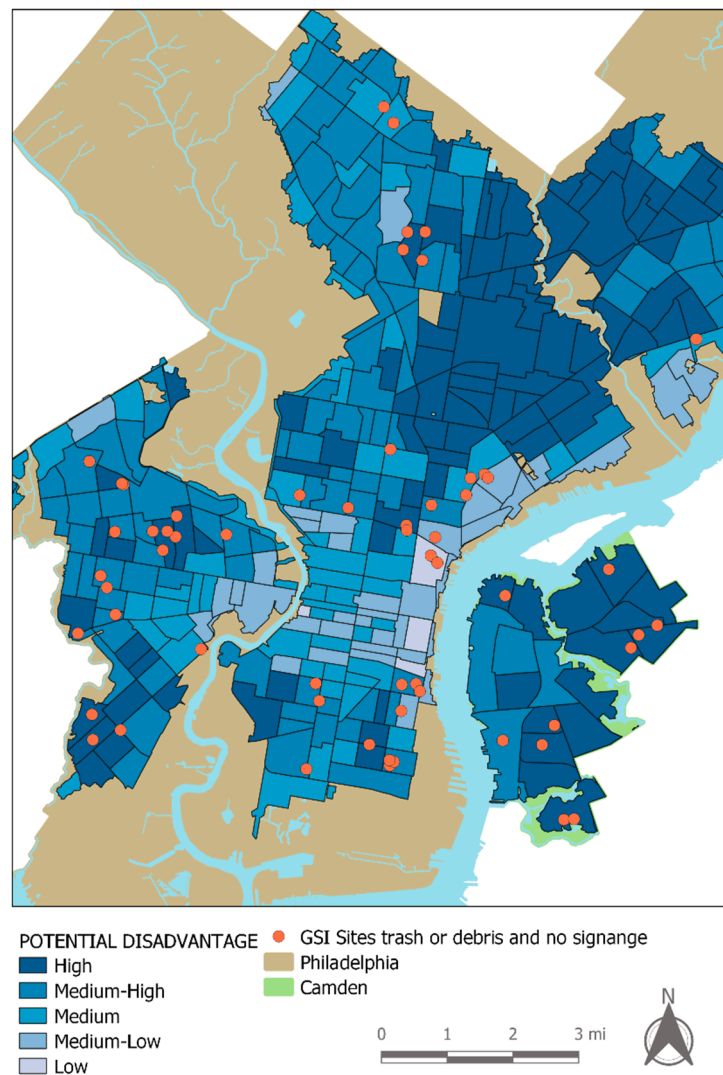 POTENTIAL DISADVANTAGE
High
Medium-High
Medium
Medium-Low
Low
GSI Sites trash or debris and no signange
Philadelphia
Camden
N
0 1 2 3 mi